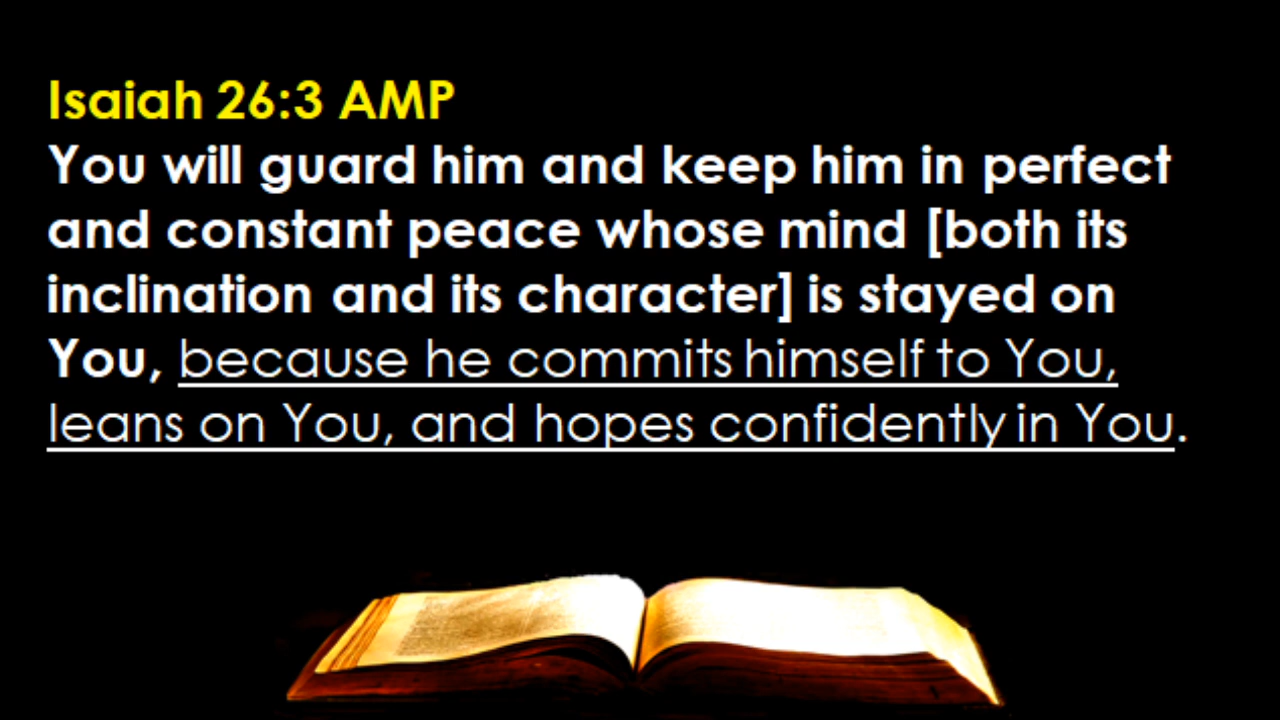 Isaiah 26:3 AMP
You will guard him and keep him in perfect
and constant peace whose mind [both its
inclination and its character] is stayed on
You, because he commits himself to You,
leans on You, and hopes confidently in You.